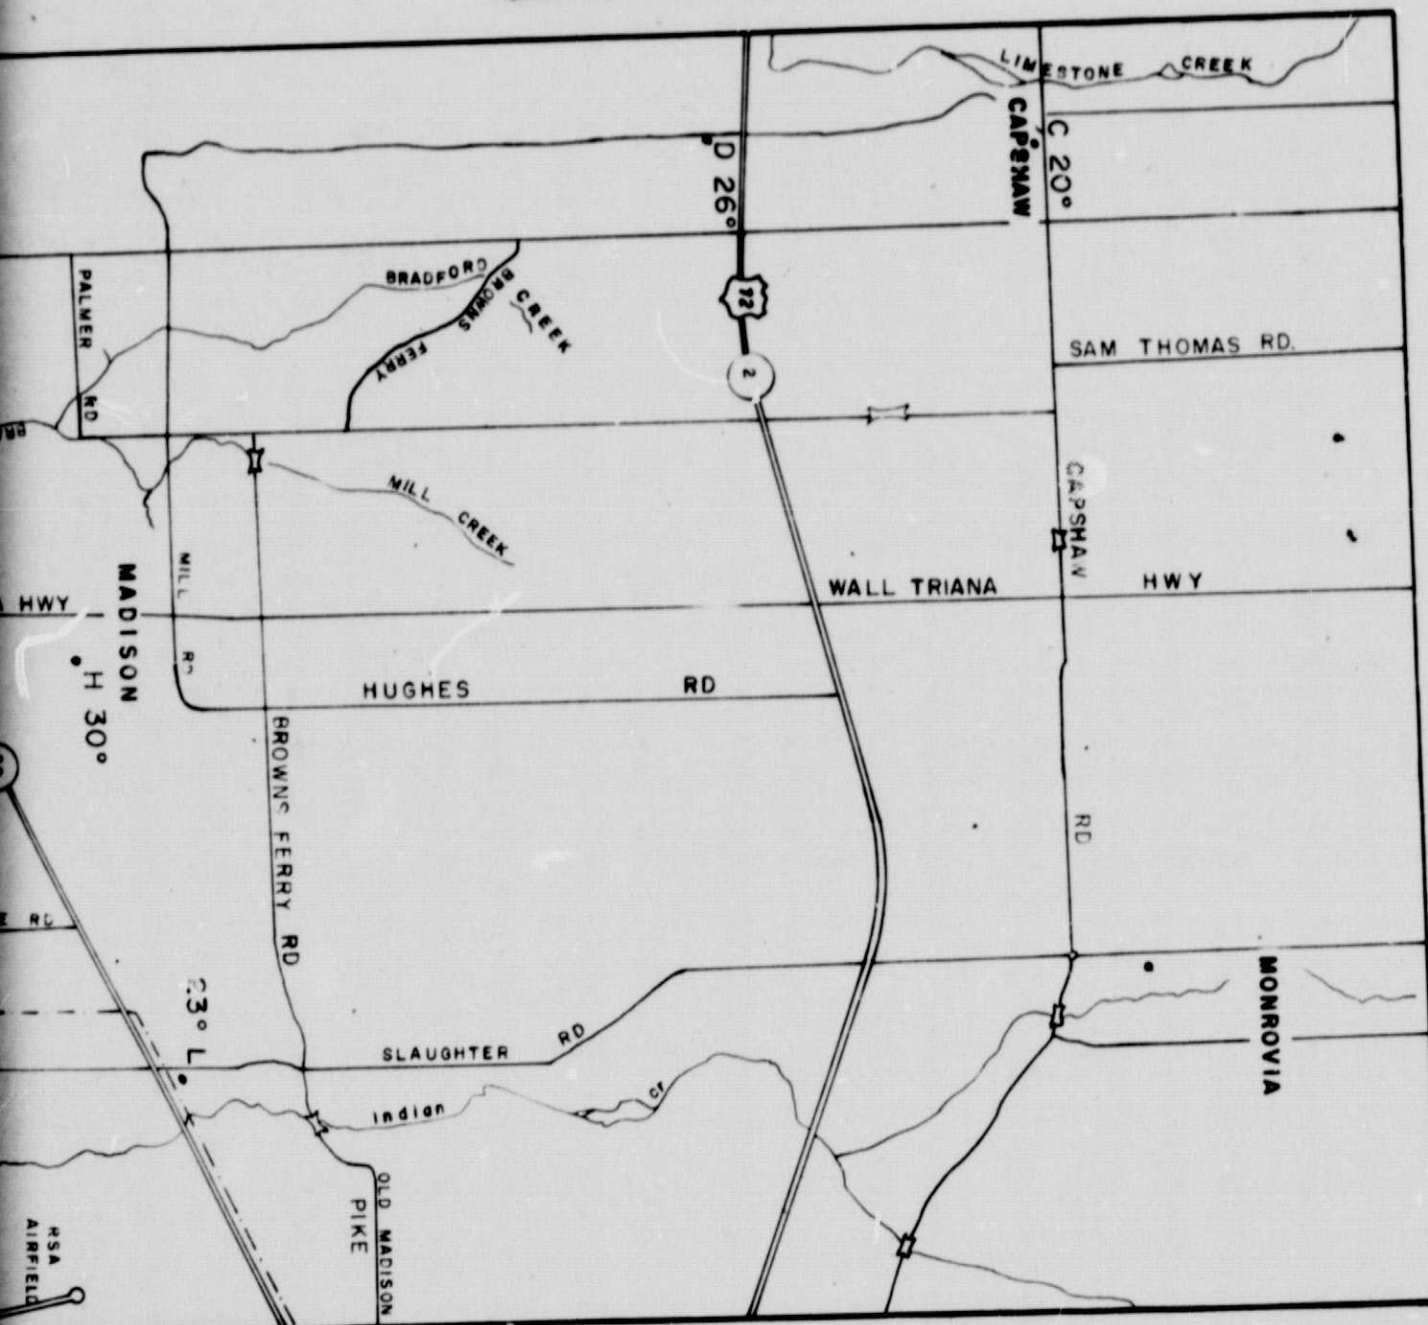 LIMESTONE CREEK
CAPSHAW
C 20°
D 26°
72
2
SAM THOMAS RD.
PALMER RD
BRADFORD CREEK
BROWNS FERRY
MILL CREEK
CAPSHAW RD
MILL RD
WALL TRIANA HWY
HWY
MADISON
H 30°
HUGHES RD
BROWNS FERRY RD
RD
23° L
SLAUGHTER RD
MONROVIA
Indian Cr
OLD MADISON
PIKE
RSA
AIRFIELD